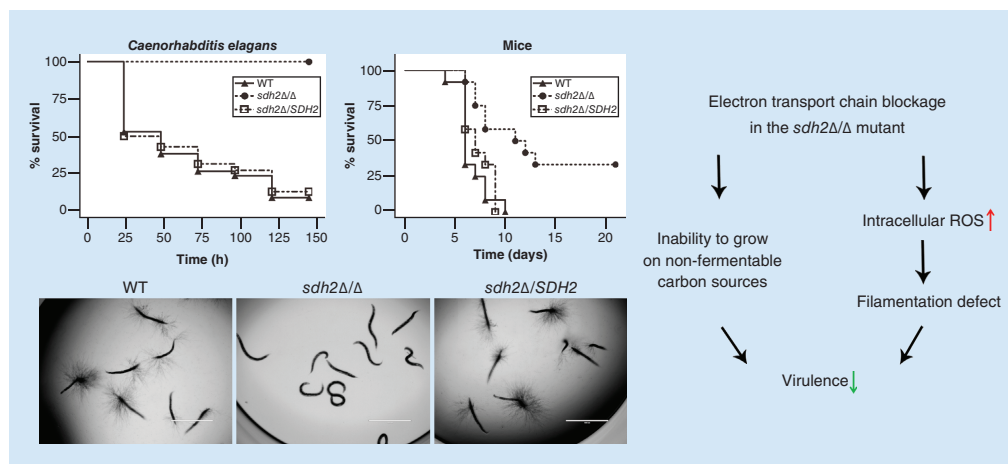 Caenorhabditis elagans
100
75
50
25
0
% survival
WT
sdh2Δ/Δ
sdh2Δ/SDH2
0
25
50
75
100
125
150
Time (h)
Mice
100
75
50
25
0
% survival
WT
sdh2Δ/Δ
sdh2Δ/SDH2
0
5
10
15
20
Time (days)
WT
sdh2Δ/Δ
sdh2Δ/SDH2
Electron transport chain blockage
in the sdh2Δ/Δ mutant
Inability to grow
on non-fermentable
carbon sources
Intracellular ROS↑
Filamentation defect
Virulence↓